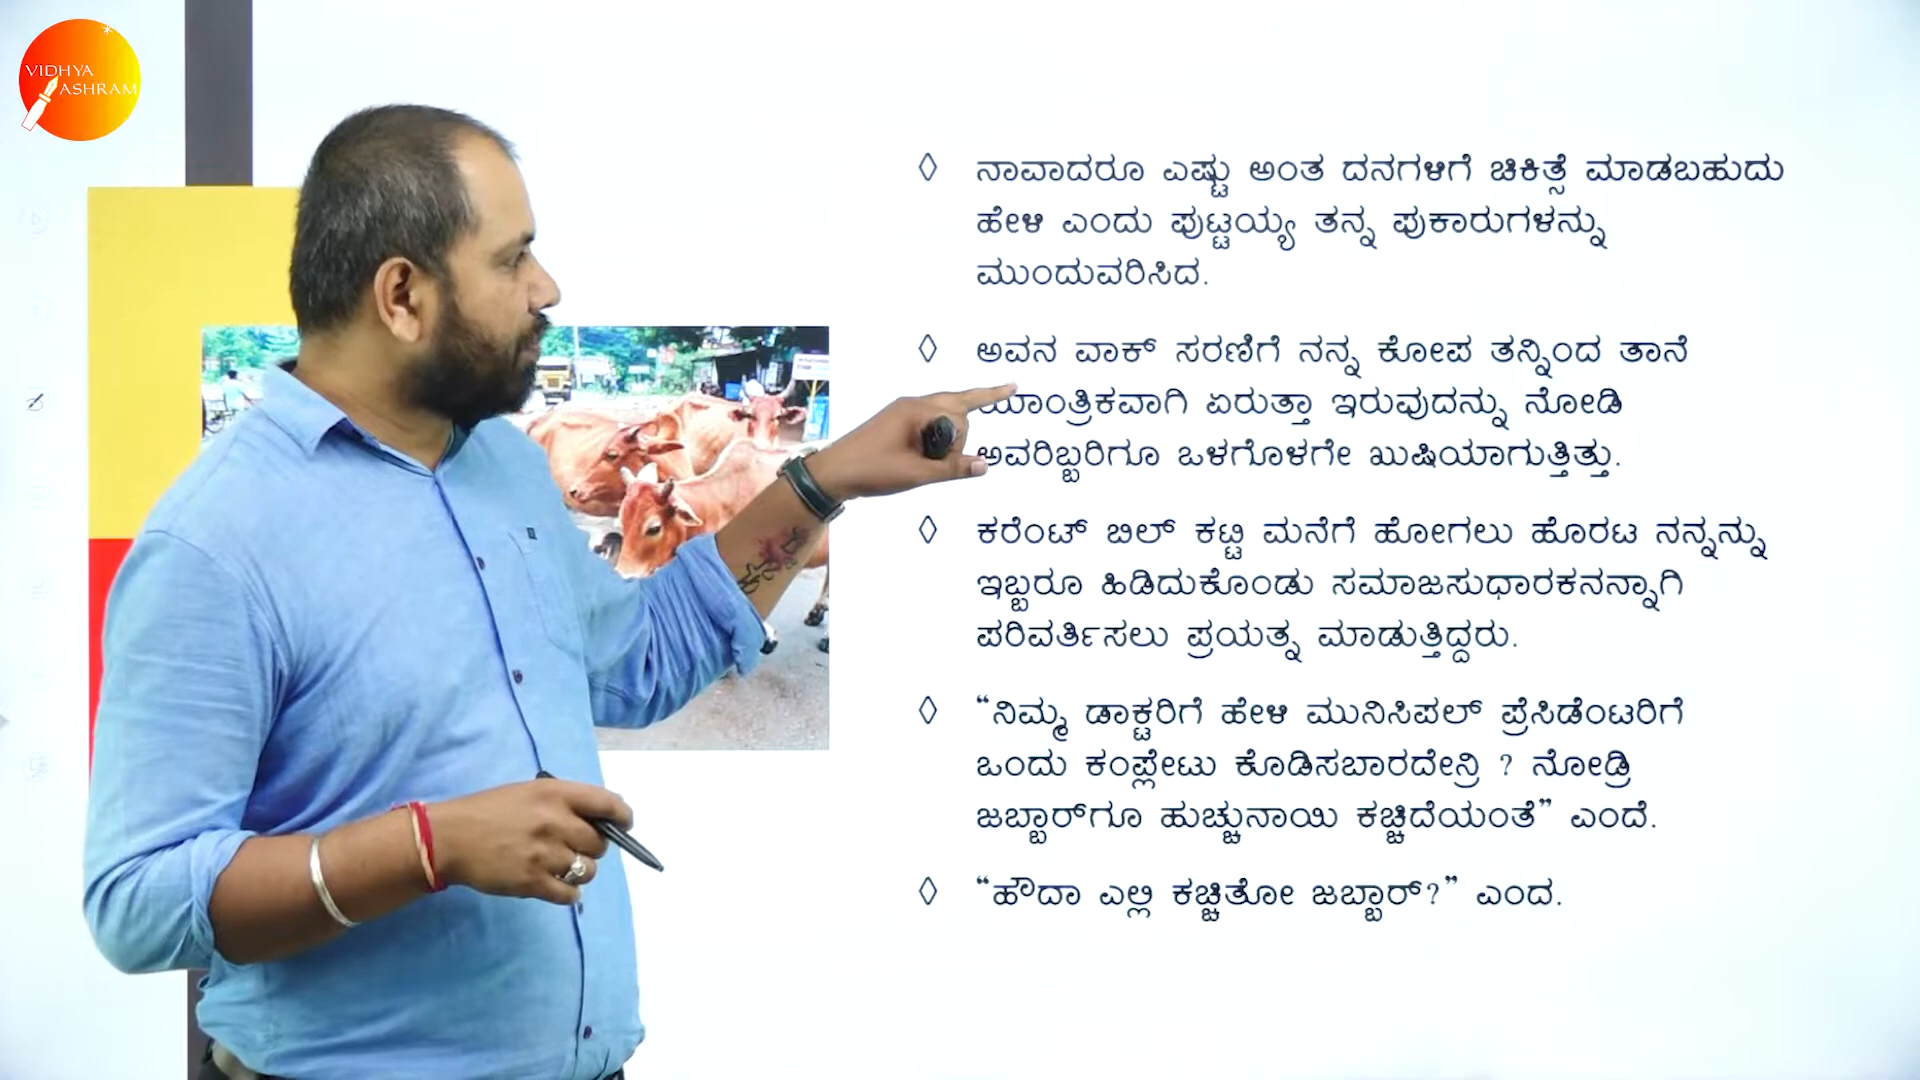 VIDHYA
ASHRAM
ನಾವಾದರೂ ಎಷ್ಟು ಅಂತ ದನಗಳಿಗೆ ಚಿಕಿತ್ಸೆ ಮಾಡಬಹುದು
ಹೇಳಿ ಎಂದು ಪುಟ್ಟಯ್ಯ ತನ್ನ ಪುಕಾರುಗಳನ್ನು
ಮುಂದುವರಿಸಿದ.
ಅವನ ವಾಕ್ ಸರಣಿಗೆ ನನ್ನ ಕೋಪ ತನ್ನಿಂದ ತಾನೆ
ಯಾಂತ್ರಿಕವಾಗಿ ಏರುತ್ತಾ ಇರುವುದನ್ನು ನೋಡಿ
ಅವರಿಬ್ಬರಿಗೂ ಒಳಗೊಳಗೇ ಖುಷಿಯಾಗುತ್ತಿತ್ತು.
ಕರೆಂಟ್ ಬಿಲ್ ಕಟ್ಟಿ ಮನೆಗೆ ಹೋಗಲು ಹೊರಟ ನನ್ನನ್ನು
ಇಬ್ಬರೂ ಹಿಡಿದುಕೊಂಡು ಸಮಾಜಸುಧಾರಕನನ್ನಾಗಿ
ಪರಿವರ್ತಿಸಲು ಪ್ರಯತ್ನ ಮಾಡುತ್ತಿದ್ದರು.
“ನಿಮ್ಮ ಡಾಕ್ಟರಿಗೆ ಹೇಳಿ ಮುನಿಸಿಪಲ್ ಪ್ರೆಸಿಡೆಂಟರಿಗೆ
ಒಂದು ಕಂಪ್ಲೇಟು ಕೊಡಿಸಬಾರದೇನ್ರಿ ? ನೋಡ್ರಿ
ಜಬ್ಬಾರ್‌ಗೂ ಹುಚ್ಚುನಾಯಿ ಕಚ್ಚಿದೆಯಂತೆ” ಎಂದೆ.
“ಹೌದಾ ಎಲ್ಲಿ ಕಚ್ಚಿತೋ ಜಬ್ಬಾರ್?” ಎಂದ.